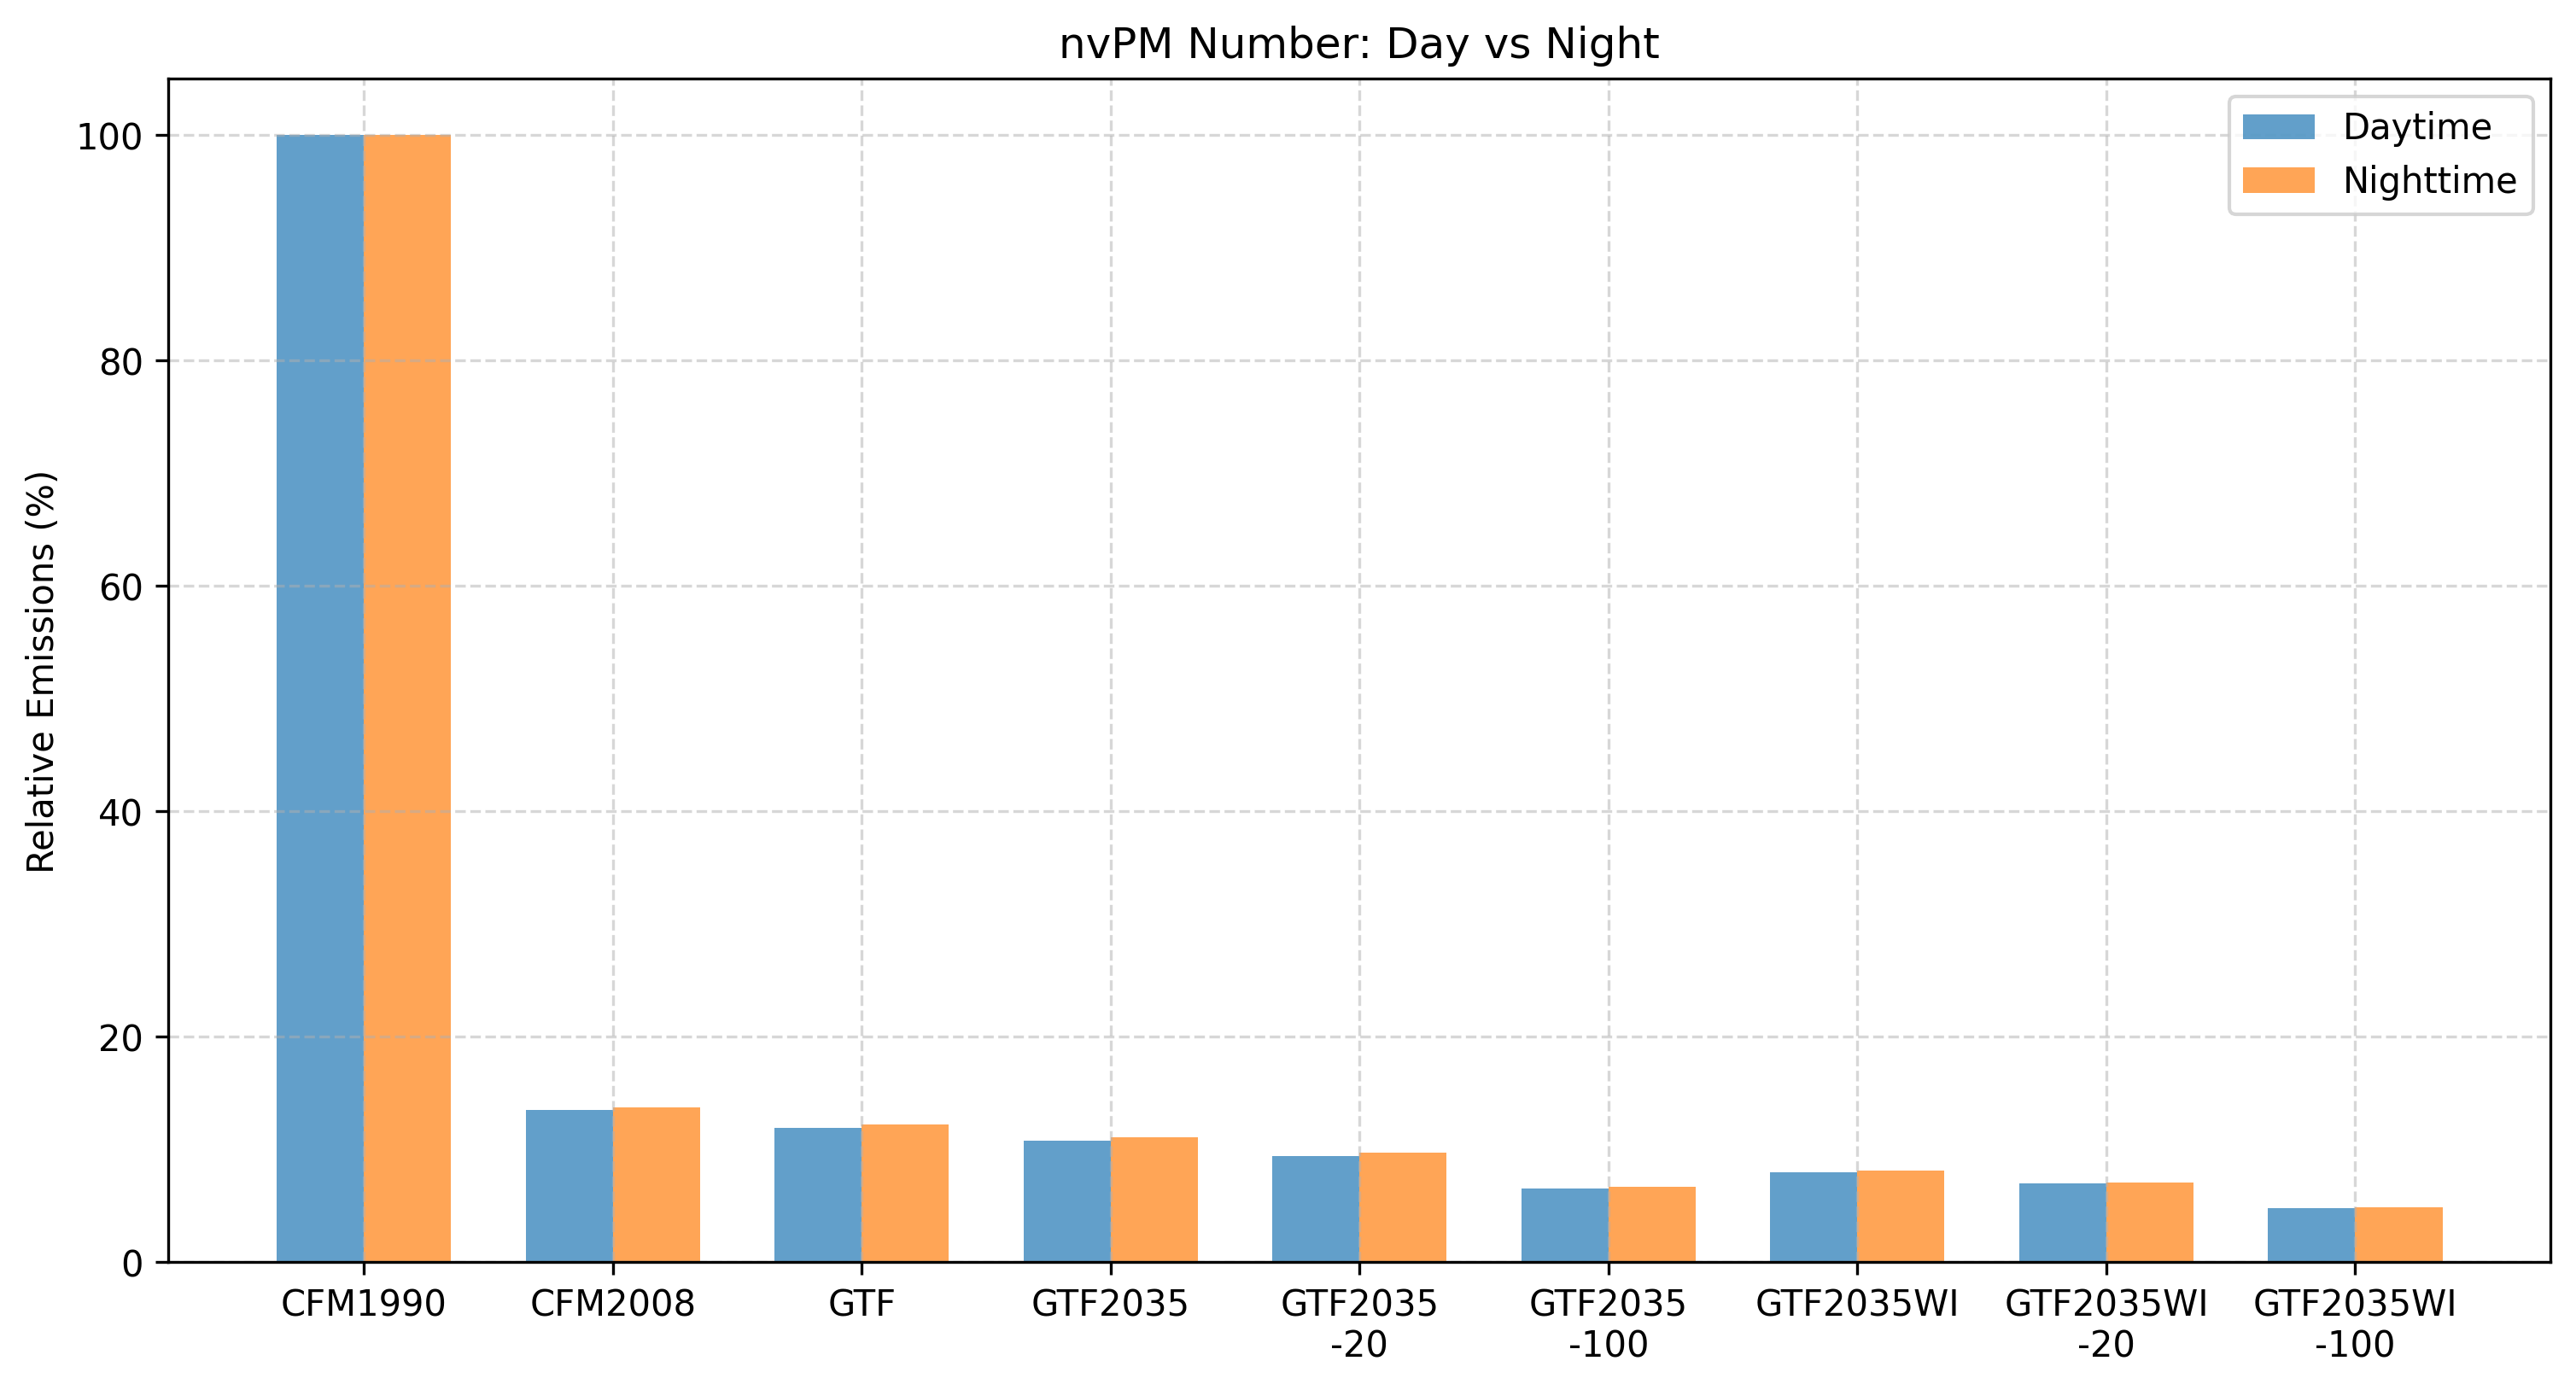 nvPM Number: Day vs Night
Daytime
Nighttime
Relative Emissions (%)
100
80
60
40
20
0
CFM1990
CFM2008
GTF
GTF2035
GTF2035
-20
GTF2035
-100
GTF2035WI
GTF2035WI
-20
GTF2035WI
-100